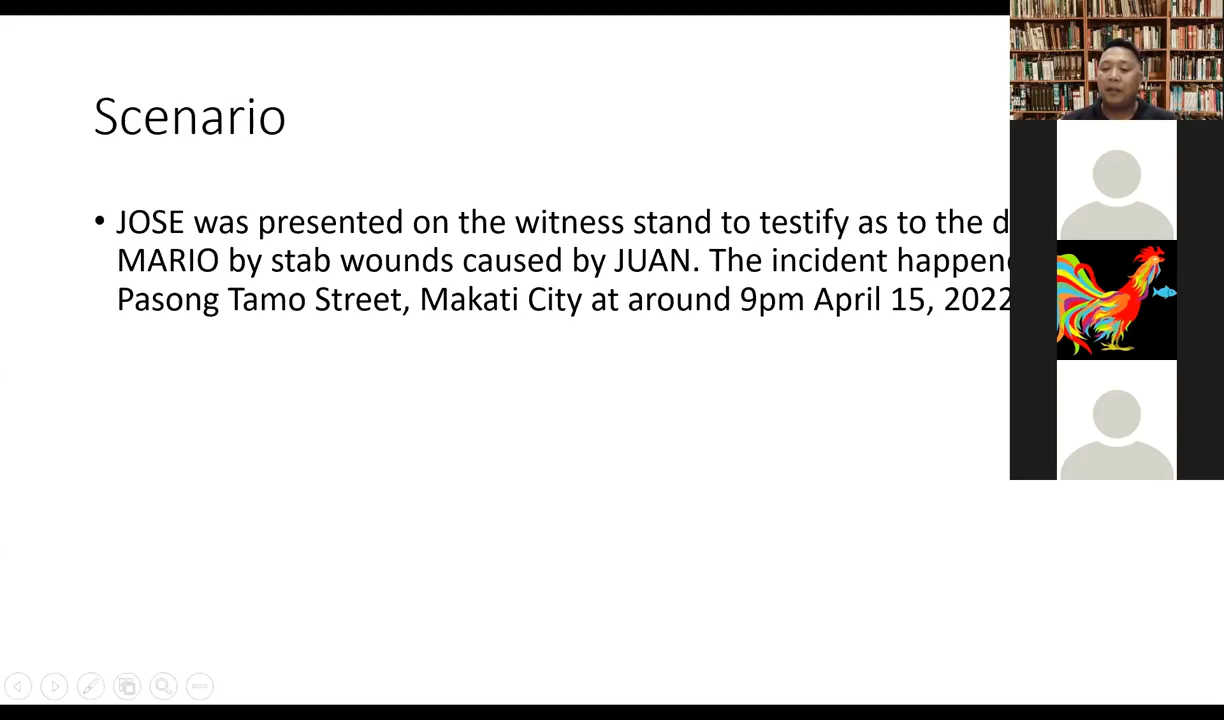 Scenario
• JOSE was presented on the witness stand to testify as to the
MARIO by stab wounds caused by JUAN. The incident
Pasong Tamo Street, Makati City at around 9pm April 15, 2022